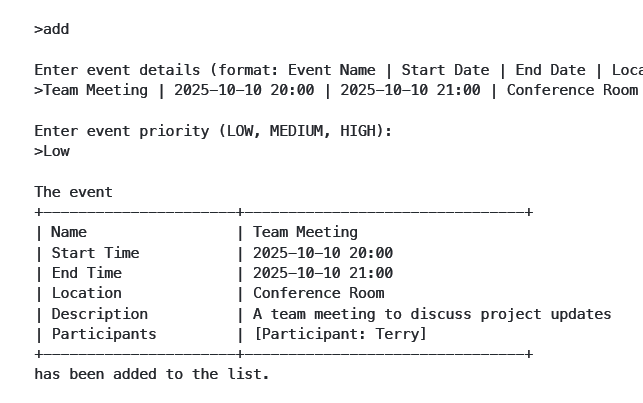 >add
Enter event details (format: Event Name | Start Date | End Date |
>Team Meeting | 2025-10-10 20:00 | 2025-10-10 21:00 | Conference Room
Enter event priority (LOW, MEDIUM, HIGH):
>Low
The event
+----------------------+--------------------------------+
| Name | Team Meeting
| Start Time | 2025-10-10 20:00
| End Time | 2025-10-10 21:00
| Location | Conference Room
| Description | A team meeting to discuss project updates
| Participants | [Participant: Terry]
+----------------------+--------------------------------+
has been added to the list.